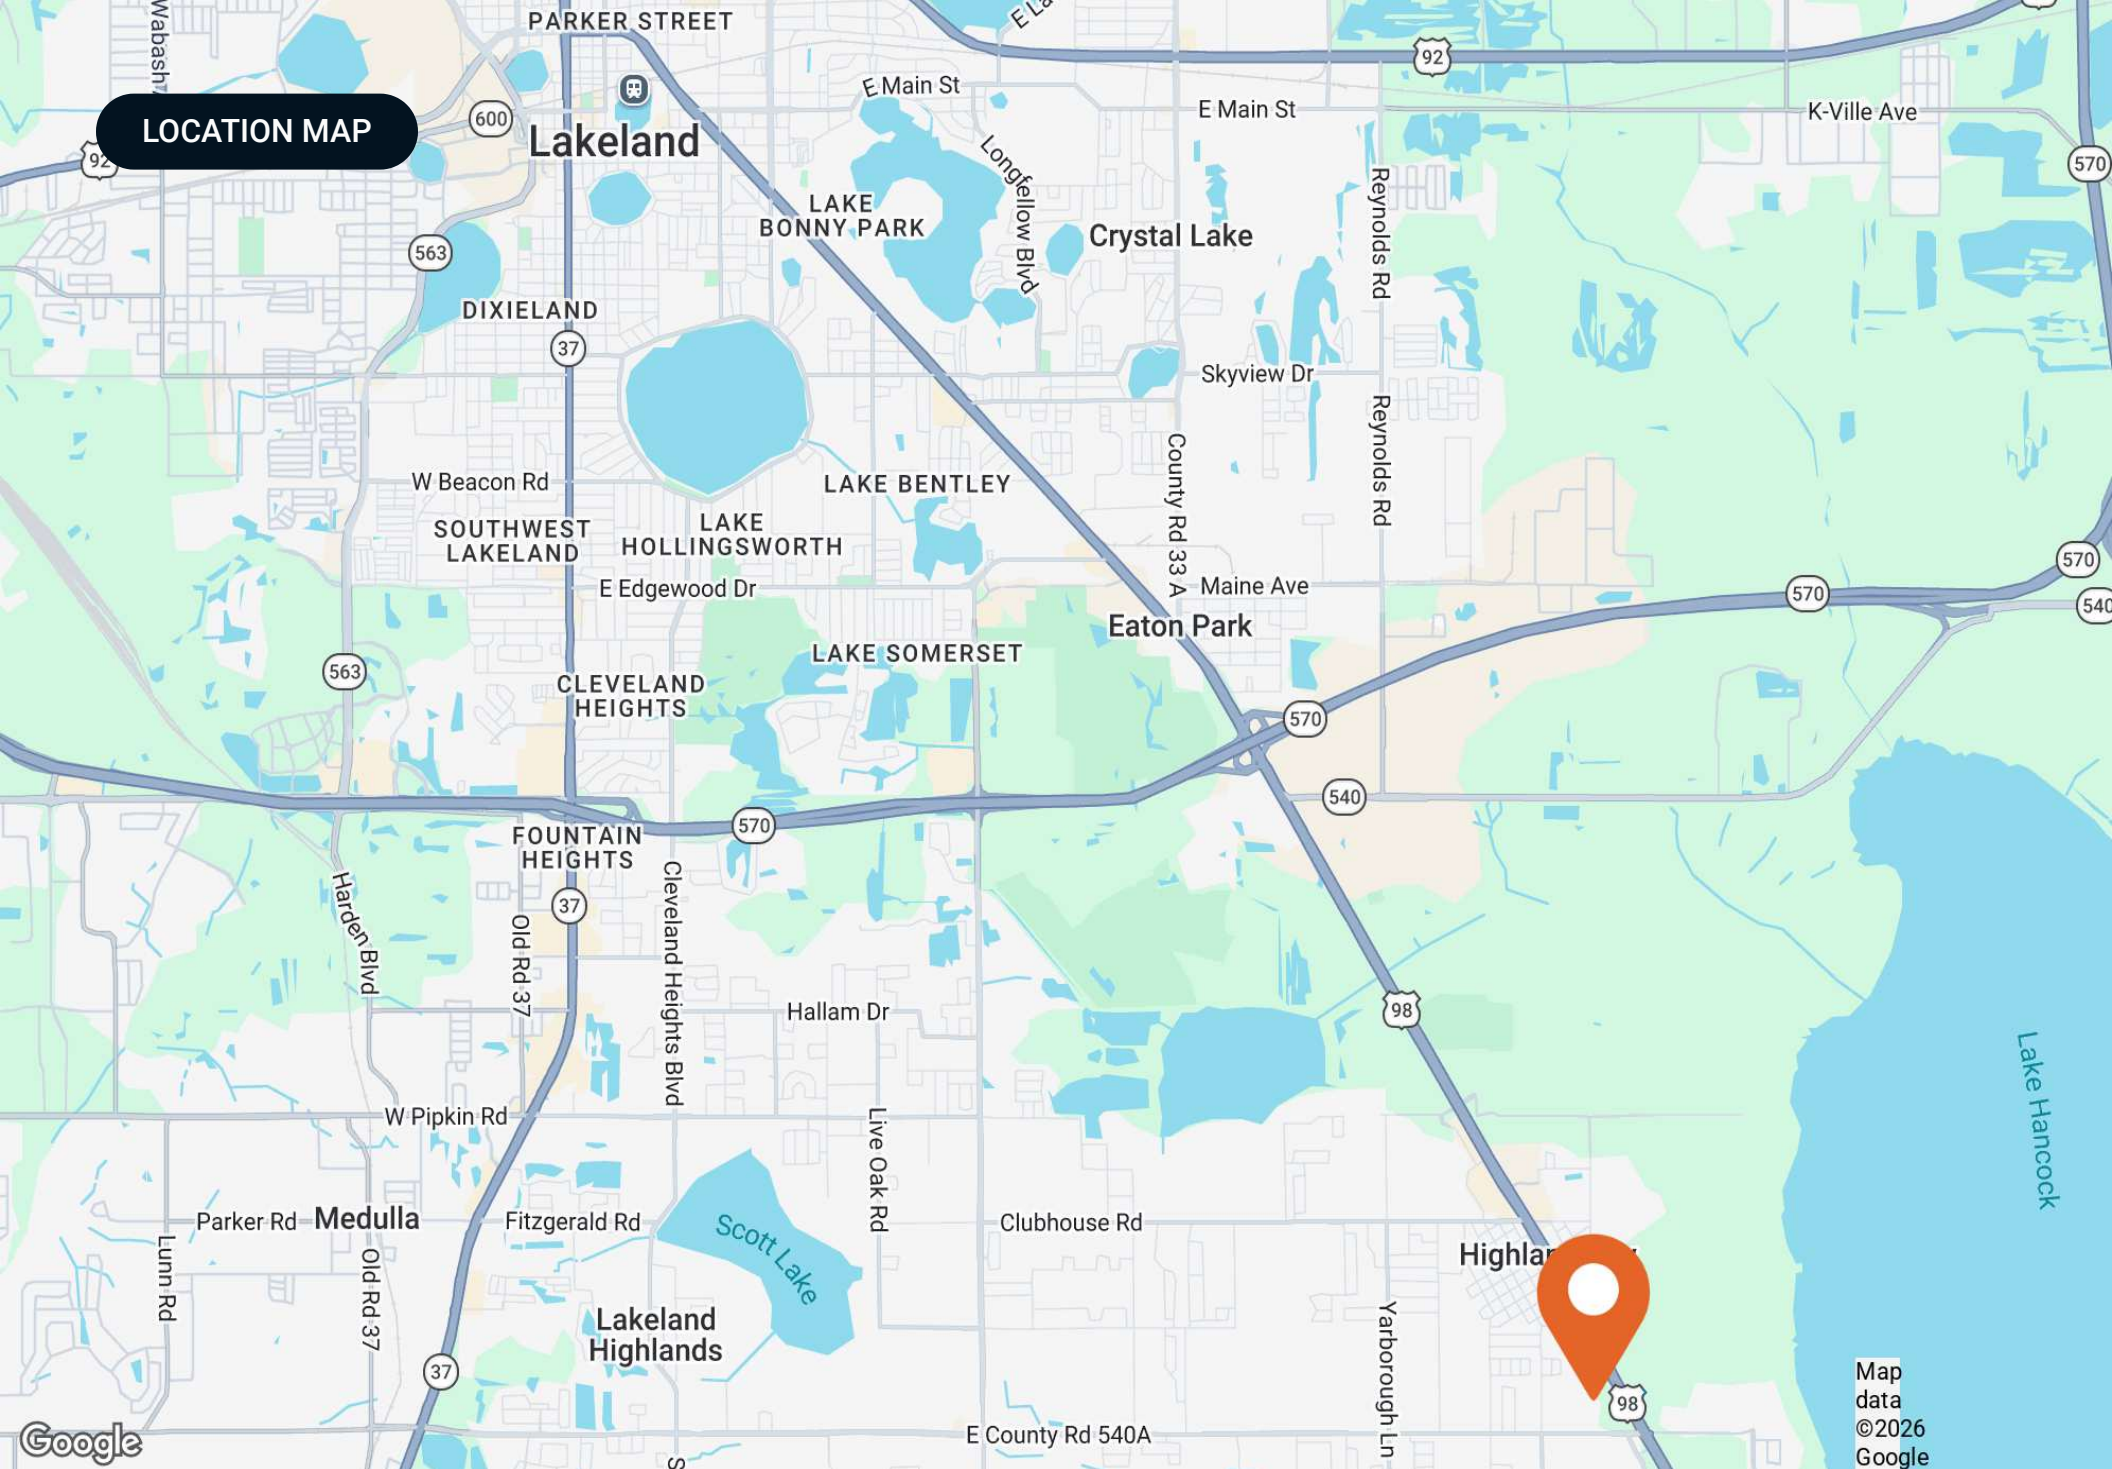 Wabash
PARKER STREET
E La
92
E Main St
E Main St
K-Ville Ave
LOCATION MAP
600
Lakeland
92
570
Longfellow Blvd
LAKE
BONNY PARK
Reynolds Rd
563
Crystal Lake
DIXIELAND
37
Skyview Dr
Reynolds Rd
W Beacon Rd
LAKE BENTLEY
County Rd 33 A
SOUTHWEST
LAKELAND
LAKE
HOLLINGSWORTH
E Edgewood Dr
Maine Ave
570
570
540
Eaton Park
LAKE SOMERSET
563
CLEVELAND
HEIGHTS
570
540
570
FOUNTAIN
HEIGHTS
Harden Blvd
37
Old Rd 37
Cleveland Heights Blvd
Hallam Dr
98
Lake Hancock
W Pipkin Rd
Live Oak Rd
Parker Rd
Medulla
Fitzgerald Rd
Scott Lake
Clubhouse Rd
Lunn Rd
Old Rd 37
Highla
Lakeland
Highlands
Yarborough Ln
37
98
E County Rd 540A
S
Google
Map
data
©2026
Google